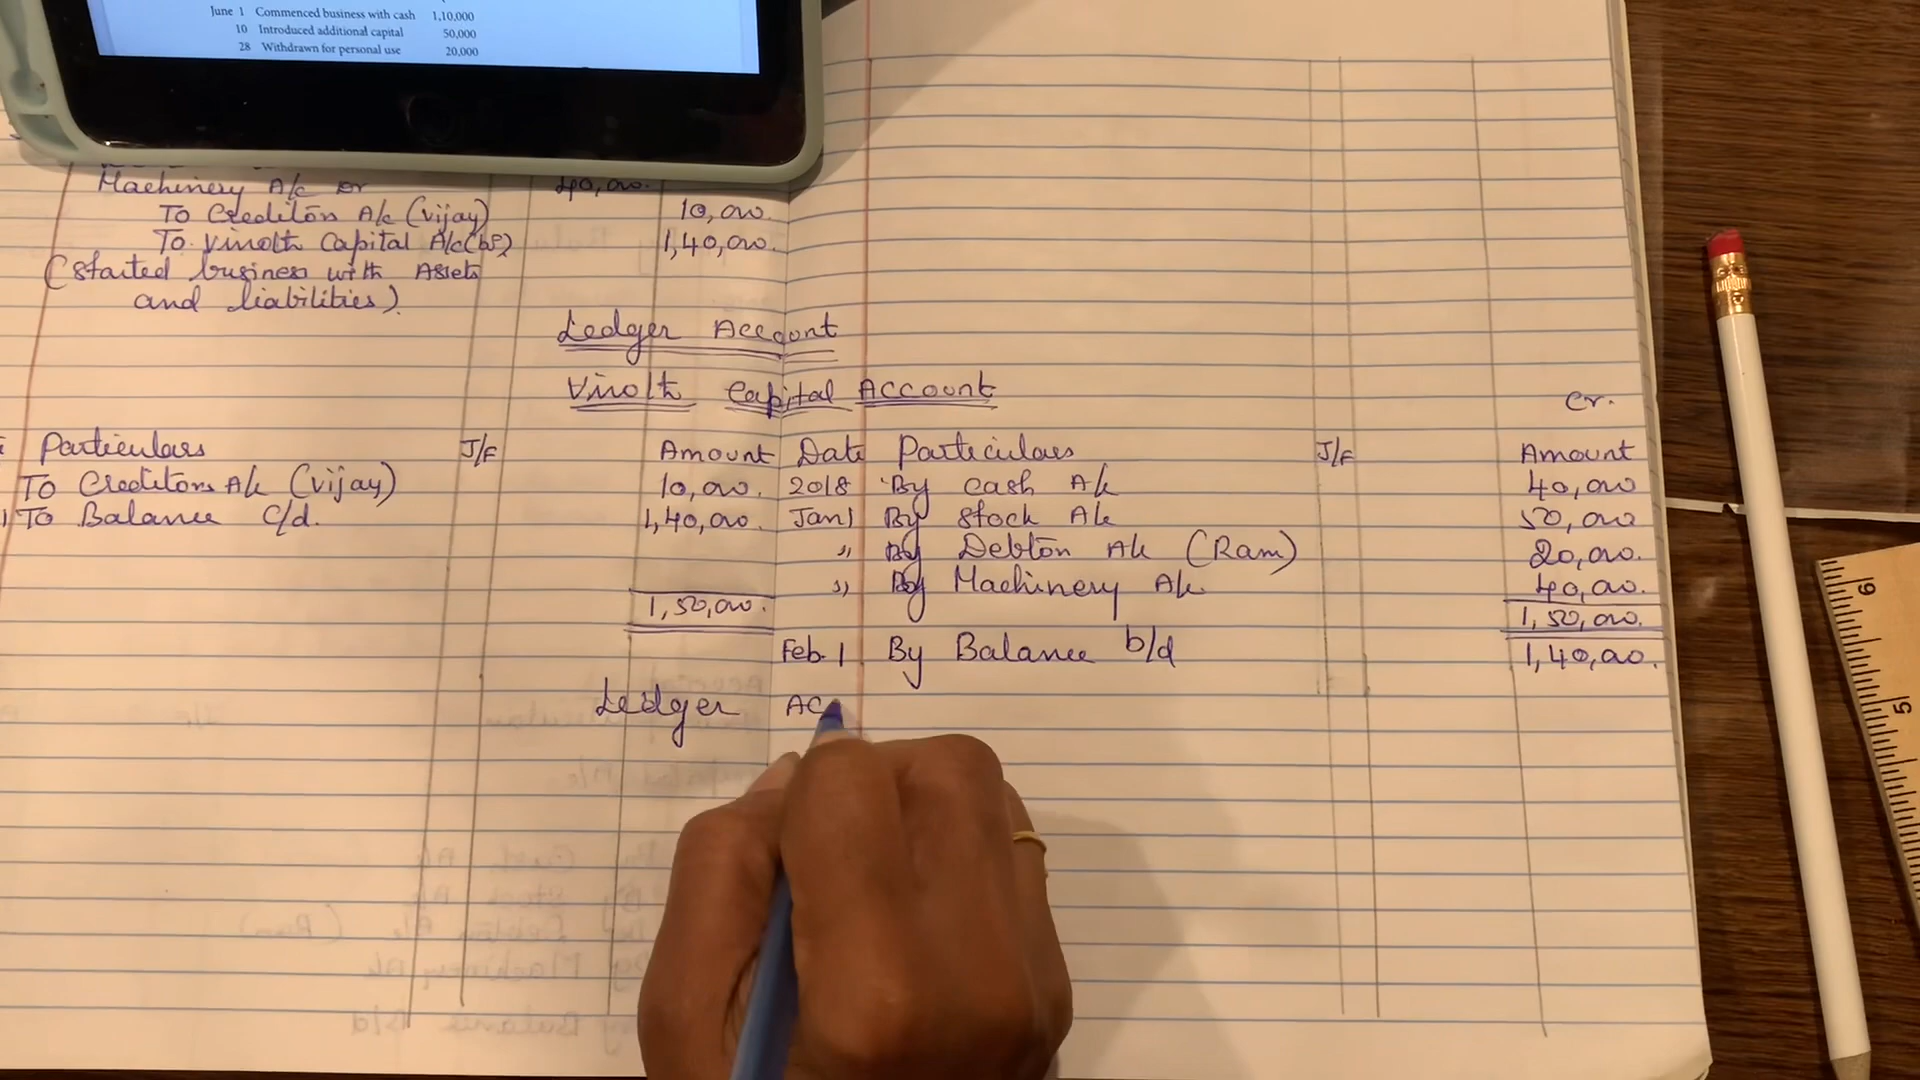 June 1 Commenced business with cash 1,10,000
10 Introduced additional capital 50,000
28 Withdrawn for personal use 20,000
Machinery A/c Dr 40,000.
To Creditors A/c (Vijay) 10,000.
To Vinoth Capital A/c 1,40,000.
(Started business with Assets
and liabilities).
Ledger Account
Vinoth Capital Account
Cr.
Particulars J/F Amount Date Particulars J/F Amount
To Creditors A/c (Vijay) 10,000. 2018 By Cash A/c 40,000
To Balance c/d. 1,40,000. Jan 1 By Stock A/c 50,000
" By Debtors A/c (Ram) 20,000.
" By Machinery A/c 40,000.
1,50,000. 1,50,000.
Feb. 1 By Balance b/d 1,40,000.
Ledger AC
6
5